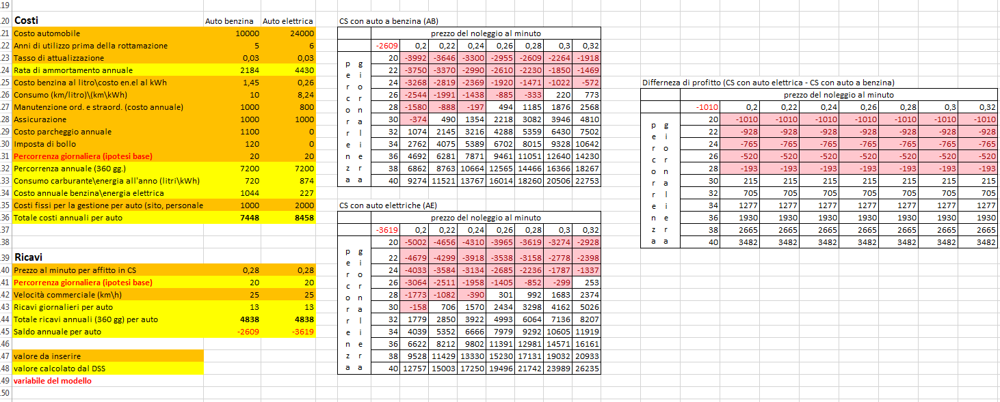 .19
.20 Costi Auto benzina Auto elettrica
.21 Costo automobile 10000 24000
.22 Anni di utilizzo prima della rottamazione 5 6
.23 Tasso di attualizzazione 0,03 0,03
.24 Rata di ammortamento annuale 2184 4430
.25 Costo benzina al litro\costo en.el al kWh 1,45 0,26
.26 Consumo (km/litro)\(km\kWh) 10 8,24
.27 Manutenzione ord. e straord. (costo annuale) 1000 800
.28 Assicurazione 1000 1000
.29 Costo parcheggio annuale 1100 0
.30 Imposta di bollo 120 0
.31 Percorrenza giornaliera (ipotesi base) 20 20
.32 Percorrenza annuale (360 gg.) 7200 7200
.33 Consumo carburante\energia all'anno (litri\kWh) 720 874
.34 Costo annuale benzina\energia elettrica 1044 227
.35 Costi fissi per la gestione per auto (sito, personale 1000 2000
.36 Totale costi annuali per auto 7448 8458
.37
.38
.39 Ricavi
.40 Prezzo al minuto per affitto in CS 0,28 0,28
.41 Percorrenza giornaliera (ipotesi base) 20 20
.42 Velocità commerciale (km\h) 25 25
.43 Ricavi giornalieri per auto 13 13
.44 Totale ricavi annuali (360 gg) per auto 4838 4838
.45 Saldo annuale per auto -2609 -3619
.46
.47 valore da inserire
.48 valore calcolato dal DSS
.49 variabile del modello
.50
CS con auto a benzina (AB)
prezzo del noleggio al minuto
-2609 0,2 0,22 0,24 0,26 0,28 0,3 0,32
percorrenza giornaliera
20 -3992 -3646 -3300 -2955 -2609 -2264 -1918
22 -3750 -3370 -2990 -2610 -2230 -1850 -1469
24 -3268 -2819 -2369 -1920 -1471 -1022 -572
26 -2544 -1991 -1438 -885 -333 220 773
28 -1580 -888 -197 494 1185 1876 2568
30 -374 490 1354 2218 3082 3946 4810
32 1074 2145 3216 4288 5359 6430 7502
34 2762 4075 5389 6702 8015 9328 10642
36 4692 6281 7871 9461 11051 12640 14230
38 6862 8763 10664 12565 14466 16366 18267
40 9274 11521 13767 16014 18260 20506 22753
CS con auto elettriche (AE)
prezzo del noleggio al minuto
-3619 0,2 0,22 0,24 0,26 0,28 0,3 0,32
percorrenza giornaliera
20 -5002 -4656 -4310 -3965 -3619 -3274 -2928
22 -4679 -4299 -3918 -3538 -3158 -2778 -2398
24 -4033 -3584 -3134 -2685 -2236 -1787 -1337
26 -3064 -2511 -1958 -1405 -852 -299 253
28 -1773 -1082 -390 301 992 1683 2374
30 -158 706 1570 2434 3298 4162 5026
32 1779 2850 3922 4993 6064 7136 8207
34 4039 5352 6666 7979 9292 10605 11919
36 6622 8212 9802 11391 12981 14571 16161
38 9528 11429 13330 15230 17131 19032 20933
40 12757 15003 17250 19496 21742 23989 26235
Differneza di profitto (CS con auto elettrica - CS con auto a benzina)
prezzo del noleggio al minuto
-1010 0,2 0,22 0,24 0,26 0,28 0,3 0,32
percorrenza giornaliera
20 -1010 -1010 -1010 -1010 -1010 -1010 -1010
22 -928 -928 -928 -928 -928 -928 -928
24 -765 -765 -765 -765 -765 -765 -765
26 -520 -520 -520 -520 -520 -520 -520
28 -193 -193 -193 -193 -193 -193 -193
30 215 215 215 215 215 215 215
32 705 705 705 705 705 705 705
34 1277 1277 1277 1277 1277 1277 1277
36 1930 1930 1930 1930 1930 1930 1930
38 2665 2665 2665 2665 2665 2665 2665
40 3482 3482 3482 3482 3482 3482 3482